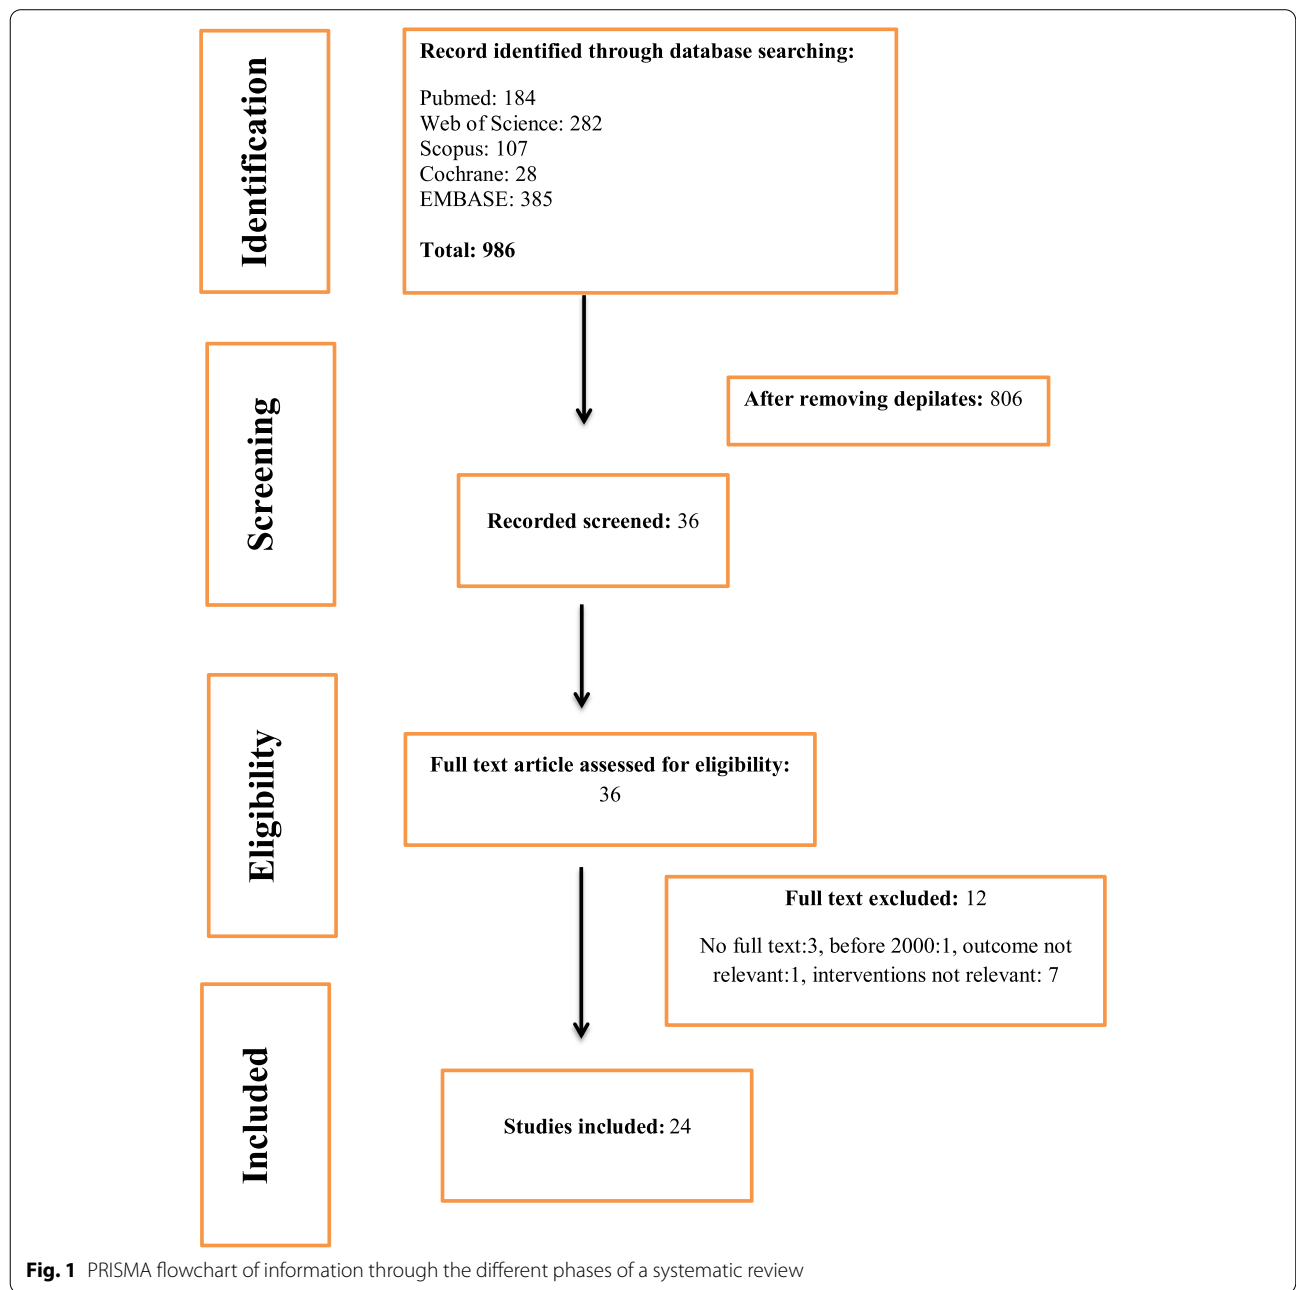 Identification
Record identified through database searching:
Pubmed: 184
Web of Science: 282
Scopus: 107
Cochrane: 28
EMBASE: 385
Total: 986
Screening
After removing depilates: 806
Recorded screened: 36
Eligibility
Full text article assessed for eligibility:
36
Full text excluded: 12
No full text:3, before 2000:1, outcome not
relevant:1, interventions not relevant: 7
Included
Studies included: 24
Fig. 1 PRISMA flowchart of information through the different phases of a systematic review